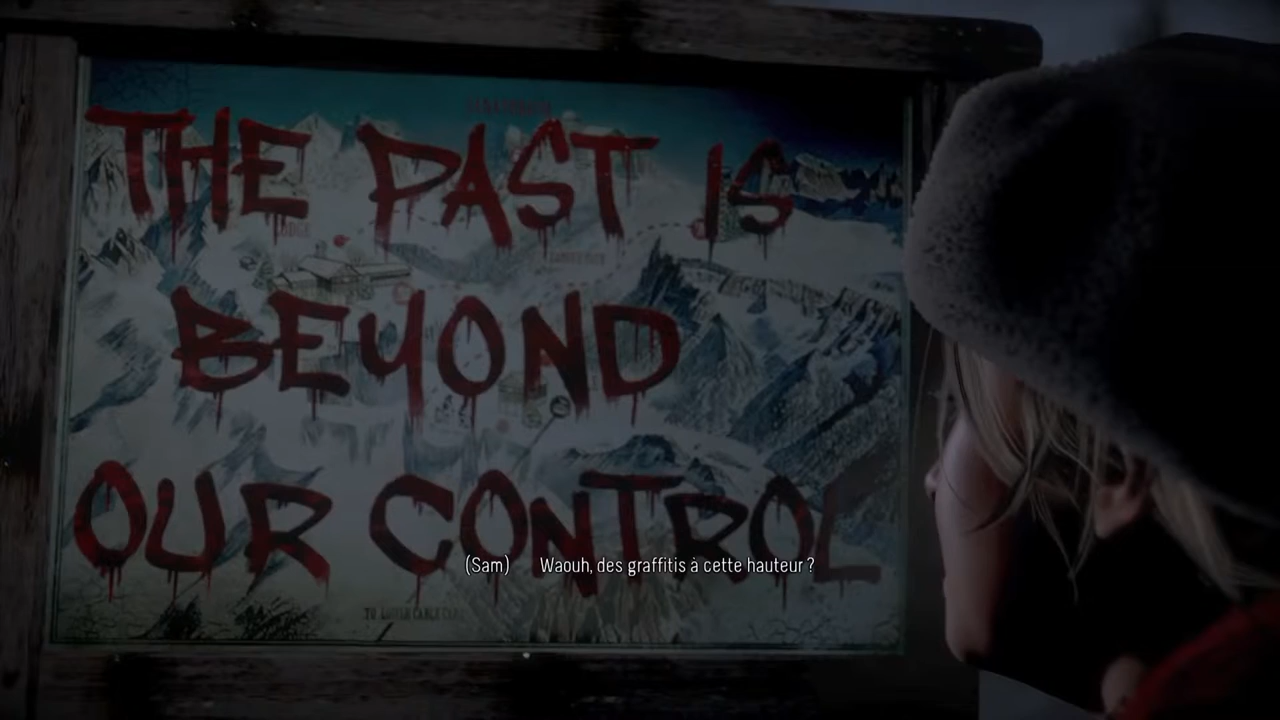 THE PAST IS
BEYOND
OUR CONTROL
(Sam) Waouh, des graffitis à cette hauteur ?